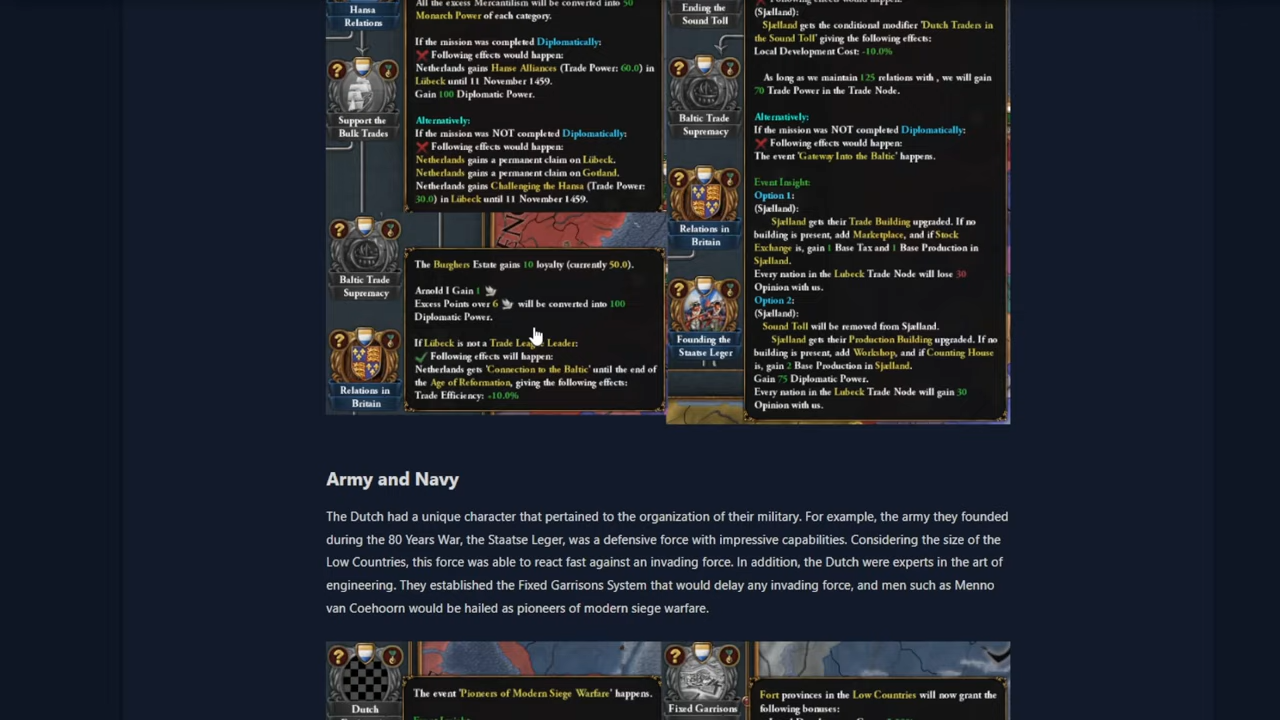 Hansa
Relations
Support the
Bulk Trades
Baltic Trade
Supremacy
Relations in
Britain
All the excess Mercantilism will be converted into 50
Monarch Power of each category.
If the mission was completed Diplomatically:
Following effects would happen:
Netherlands gains Hanse Alliances (Trade Power: 60.0) in
Lübeck until 11 November 1459.
Gain 100 Diplomatic Power.
Alternatively:
If the mission was NOT completed Diplomatically:
Following effects would happen:
Netherlands gains a permanent claim on Lübeck.
Netherlands gains a permanent claim on Gotland.
Netherlands gains Challenging the Hansa (Trade Power:
30.0) in Lübeck until 11 November 1459.
The Burghers Estate gains 10 loyalty (currently 50.0).
Arnold I Gain 1
Excess Points over 6 will be converted into 100
Diplomatic Power.
If Lübeck is not a Trade League Leader:
Following effects will happen:
Netherlands gets 'Connection to the Baltic' until the end
of the Age of Reformation, giving the following effects:
Trade Efficiency: -10.0%
Ending the
Sound Toll
Baltic Trade
Supremacy
Relations in
Britain
Founding the
Staatse Leger
Following effects would happen:
(Sjælland):
Sjælland gets the conditional modifier 'Dutch Traders in
the Sound Toll' giving the following effects:
Local Development Cost: -10.0%
As long as we maintain 125 relations with , we will gain
70 Trade Power in the Trade Node.
Alternatively:
If the mission was NOT completed Diplomatically:
Following effects would happen:
The event 'Gateway Into the Baltic' happens.
Event Insight:
Option 1:
(Sjælland):
Sjælland gets their Trade Building upgraded. If no
building is present, add Marketplace, and if Stock
Exchange is, gain 1 Base Tax and 1 Base Production in
Sjælland.
Every nation in the Lubeck Trade Node will lose 30
Opinion with us.
Option 2:
(Sjælland):
Sound Toll will be removed from Sjælland.
Sjælland gets their Production Building upgraded. If no
building is present, add Workshop, and if Counting House
is, gain 2 Base Production in Sjælland.
Gain 75 Diplomatic Power.
Every nation in the Lubeck Trade Node will gain 30
Opinion with us.
Army and Navy
The Dutch had a unique character that pertained to the organization of their military. For example, the army they founded
during the 80 Years War, the Staatse Leger, was a defensive force with impressive capabilities. Considering the size of the
Low Countries, this force was able to react fast against an invading force. In addition, the Dutch were experts in the art of
engineering. They established the Fixed Garrisons System that would delay any invading force, and men such as Menno
van Coehoorn would be hailed as pioneers of modern siege warfare.
Dutch
The event 'Pioneers of Modern Siege Warfare' happens.
Fixed Garrisons
Fort provinces in the Low Countries will now grant the
following bonuses: